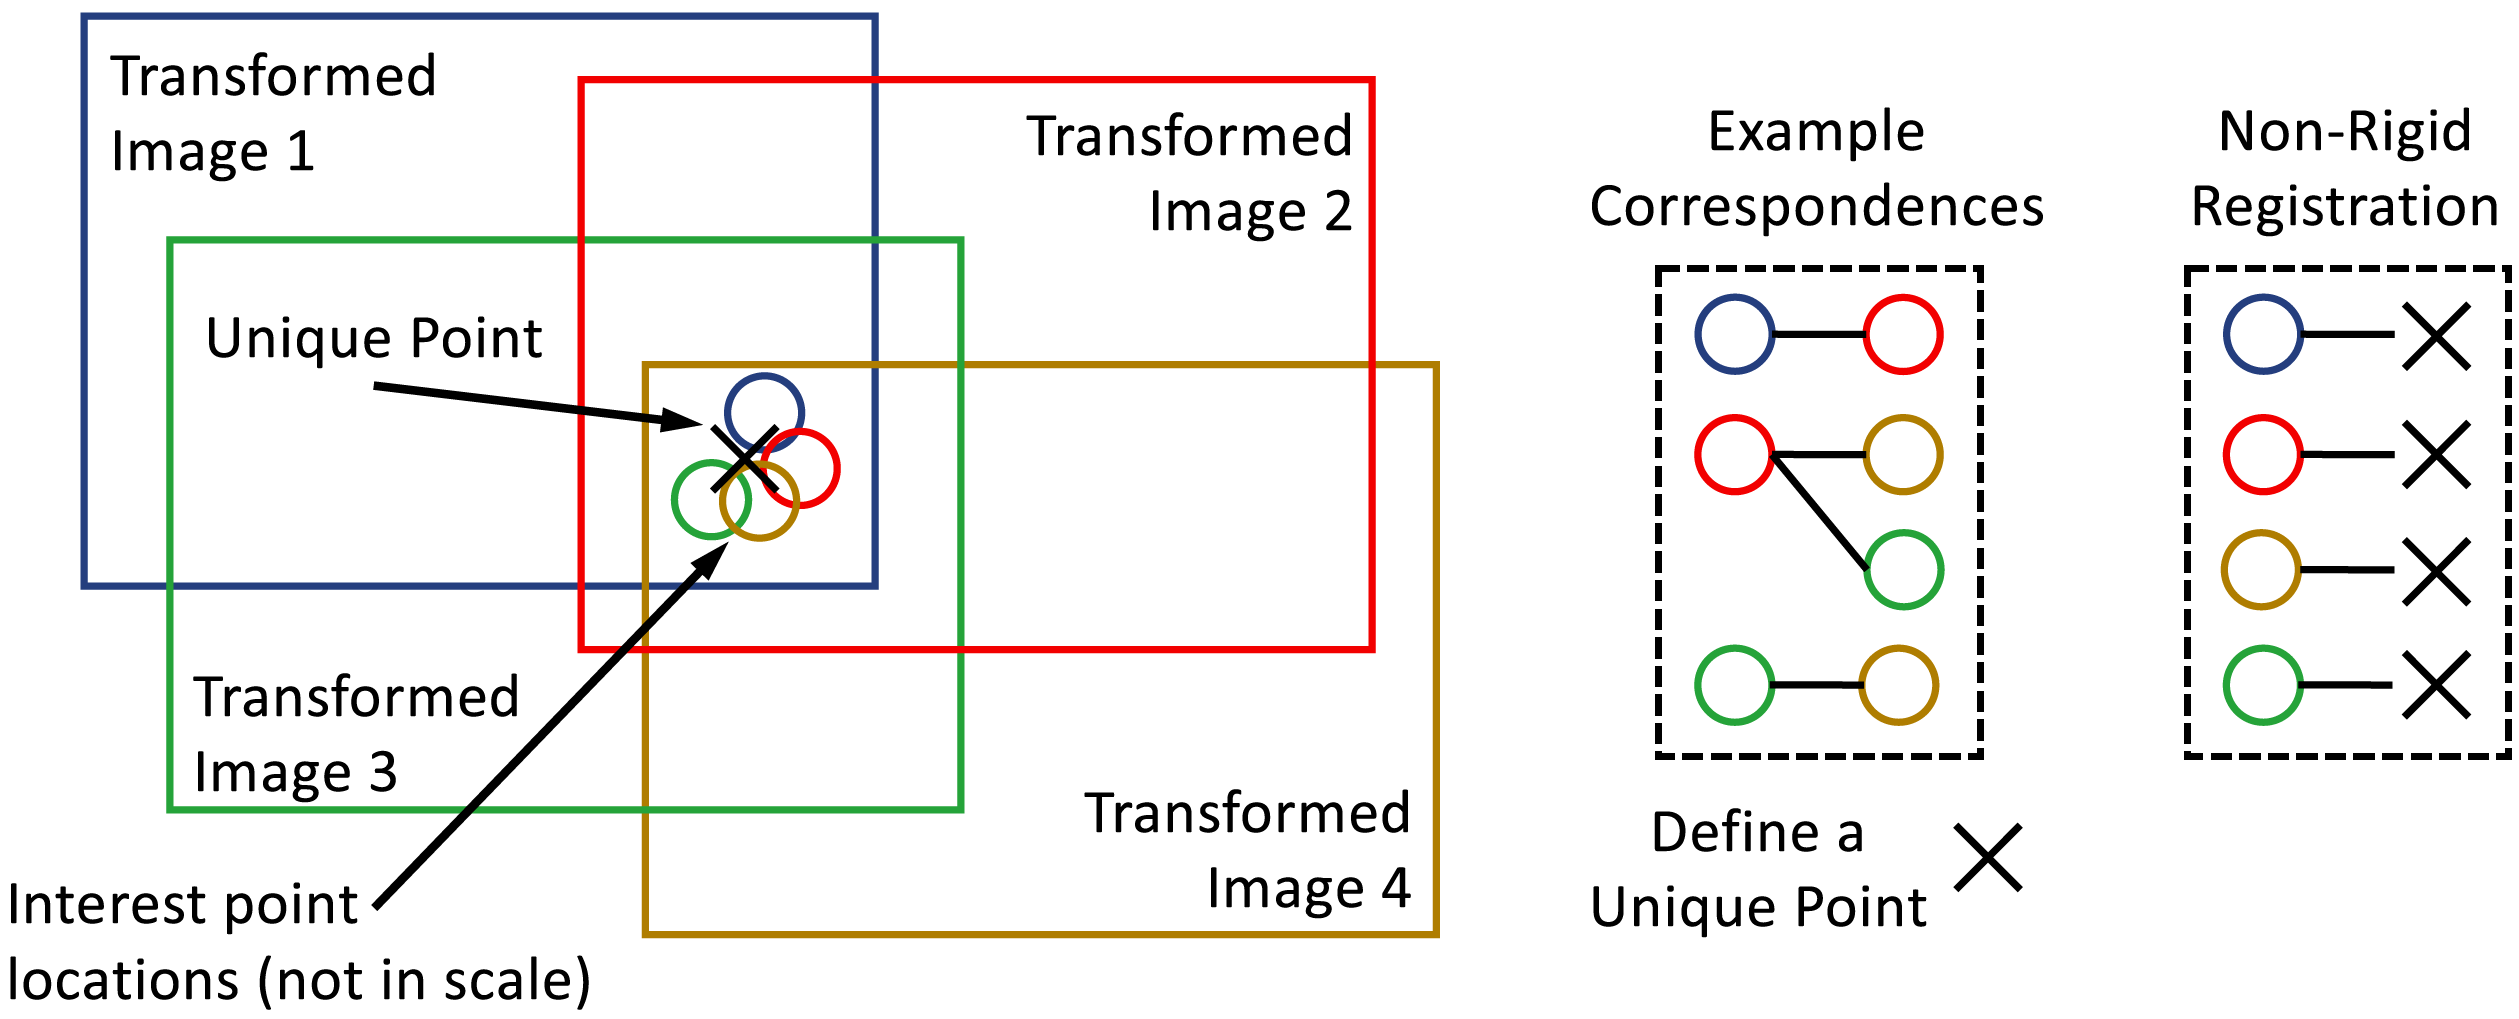 Transformed
Image 1
Transformed
Image 2
Unique Point
Transformed
Image 3
Transformed
Image 4
Interest point
locations (not in scale)
Example
Correspondences
Define a
Unique Point
Non-Rigid
Registration